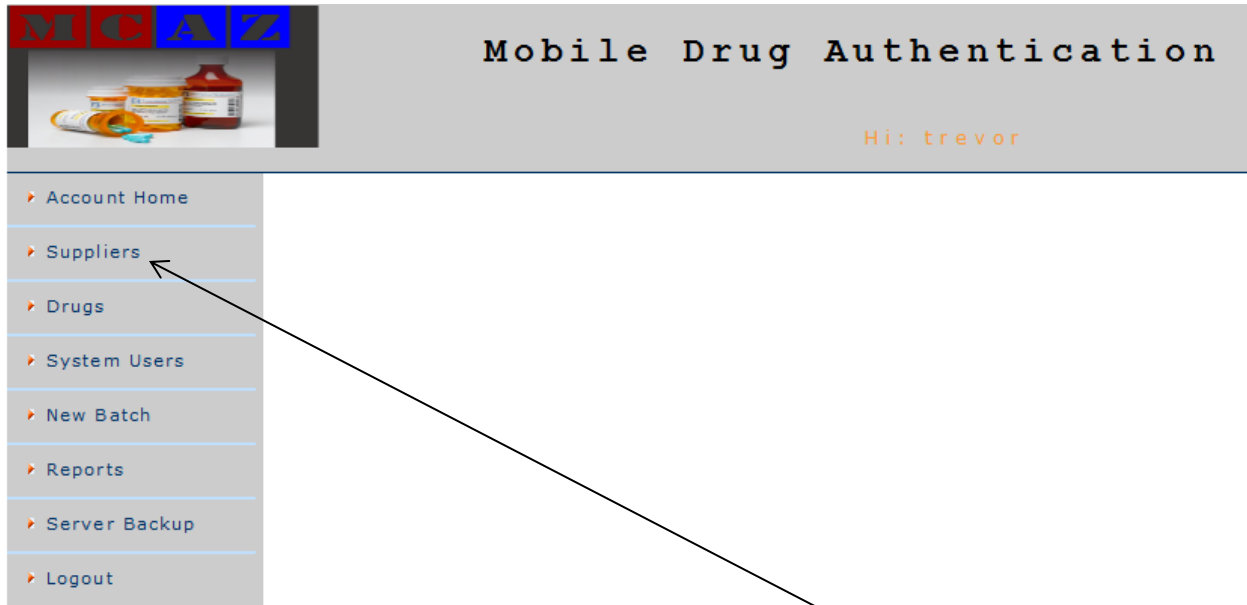 MCAZ
Mobile Drug Authentication
Hi: trevor
Account Home
Suppliers
Drugs
System Users
New Batch
Reports
Server Backup
Logout